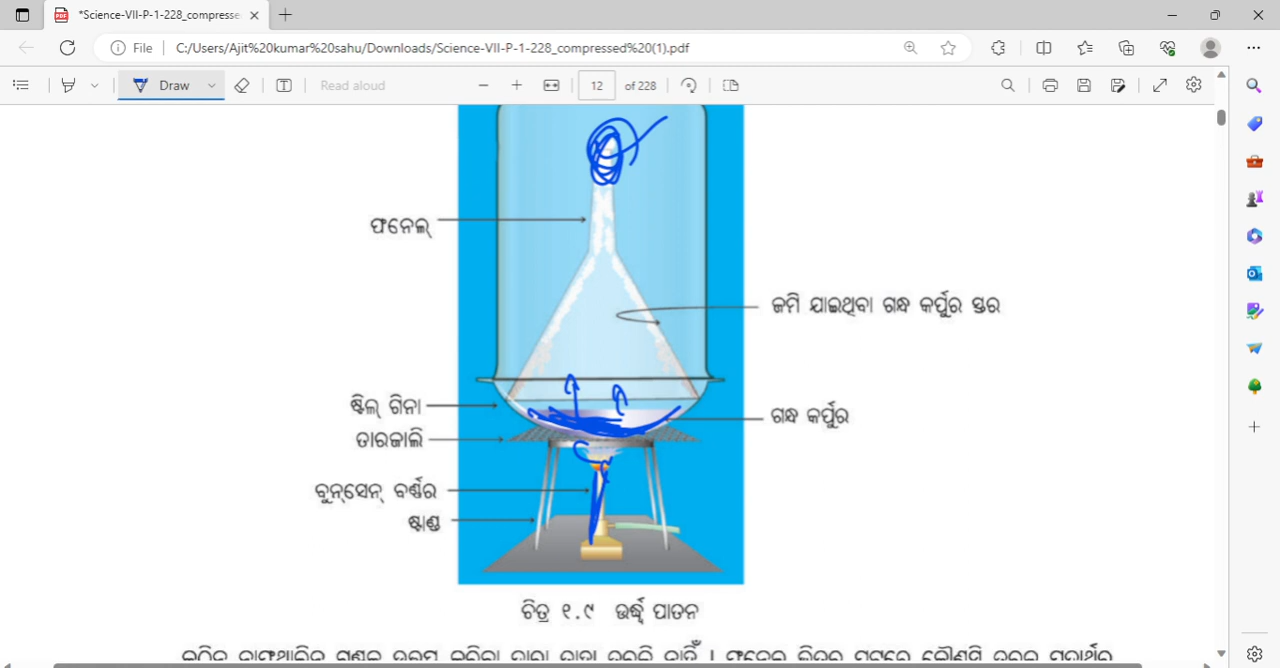 *Science-VII-P-1-228_compresse
File C:/Users/Ajit%20kumar%20sahu/Downloads/Science-VII-P-1-228_compressed%20(1).pdf
Draw Read aloud 12 of 228
ଫନେଲ୍
ଜମି ଯାଇଥିବା ଗନ୍ଧ କର୍ପୁର ସ୍ତର
ଷ୍ଟିଲ୍ ଗିନା
ଗନ୍ଧ କର୍ପୁର
ତାରଜାଲି
ବୁନ୍‌ସେନ୍ ବର୍ଣ୍ଣର
ଷ୍ଟାଣ୍ଡ
ଚିତ୍ର ୧.୯ ଊର୍ଦ୍ଧ୍ଵ ପାତନ